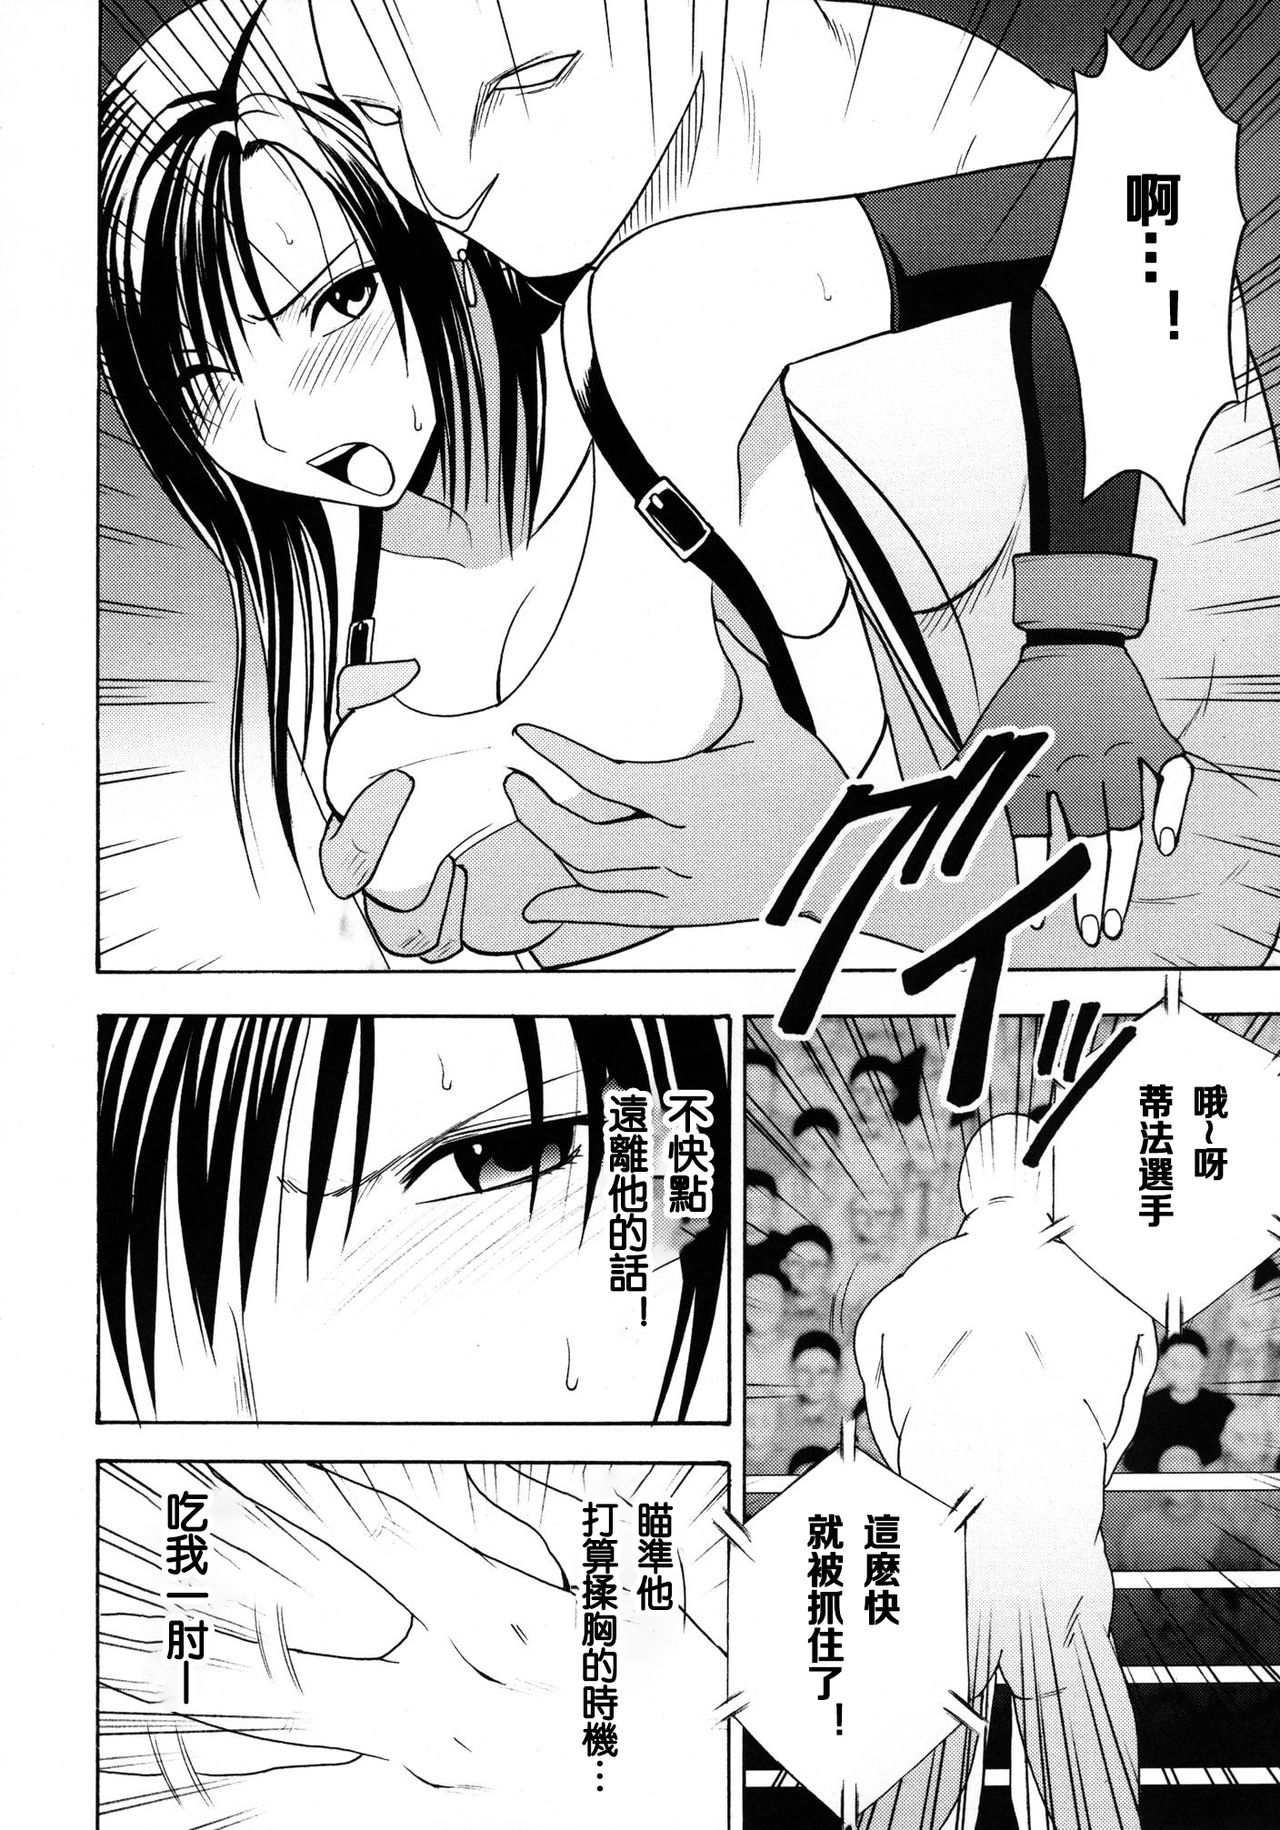 啊…！
グ
グ
イ
ッ
哦~呀
蒂法選手
這麼快
就被抓住了！
不快點
遠離他的話！
瞄準他
打算揉胸的時機…
吃我一肘—